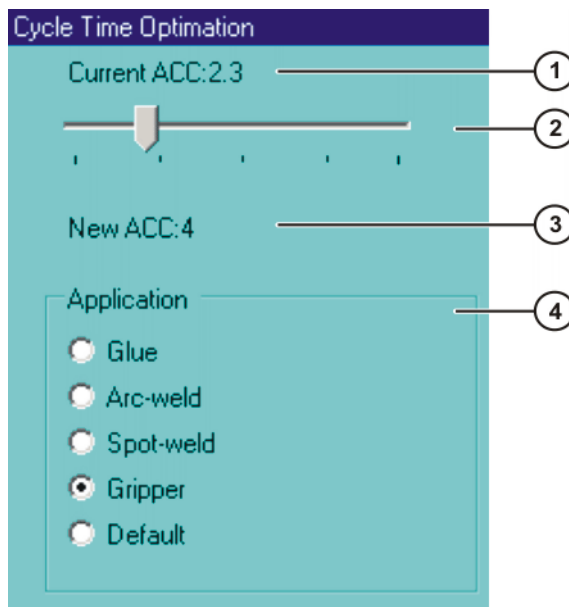 Cycle Time Optimation
Current ACC:2.3
1
2
New ACC:4
3
Application
4
Glue
Arc-weld
Spot-weld
Gripper
Default